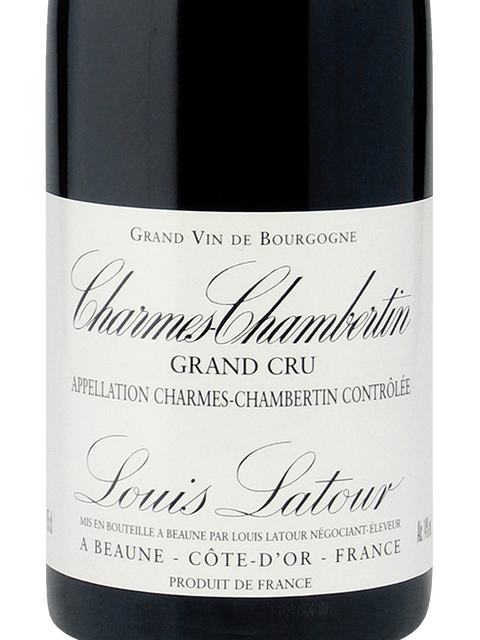 GRAND VIN DE BOURGOGNE
Charmes-Chambertin
GRAND CRU
APPELLATION CHARMES-CHAMBERTIN CONTRÔLÉE
Louis Latour
MIS EN BOUTEILLE A BEAUNE PAR LOUIS LATOUR NÉGOCIANT-ÉLEVEUR
A BEAUNE - CÔTE-D'OR - FRANCE
PRODUIT DE FRANCE